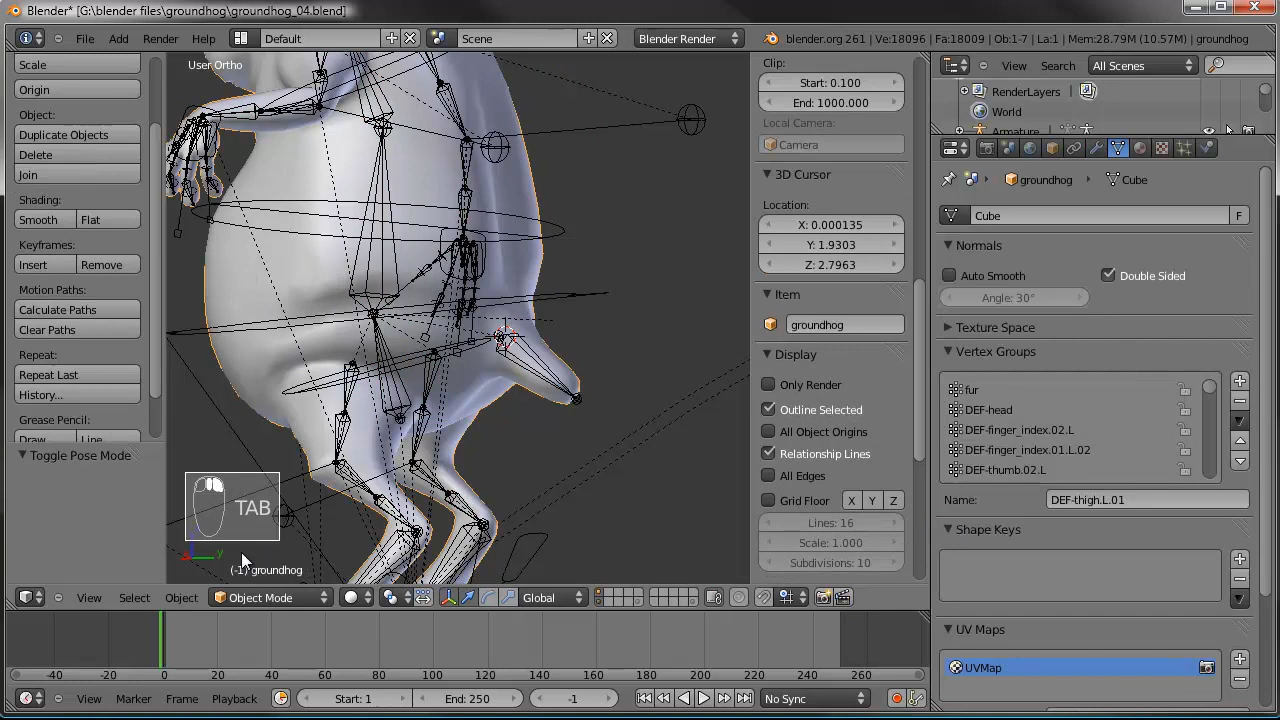 Blender* [G:\blender files\groundhog\groundhog_04.blend]
File Add Render Help Default Scene Blender Render blender.org 261 | Ve:18096 | Fa:18009 | Ob:1-7 | La:1 | Mem:28.79M (10.57M) | groundhog
Scale
Origin
Object:
Duplicate Objects
Delete
Join
Shading:
Smooth Flat
Keyframes:
Insert Remove
Motion Paths:
Calculate Paths
Clear Paths
Repeat:
Repeat Last
History...
Grease Pencil:
Draw Line
Toggle Pose Mode
User Ortho
TAB
y
(-1) groundhog
View Select Object Object Mode Global
Clip:
Start: 0.100
End: 1000.000
Local Camera:
Camera
3D Cursor
Location:
X: 0.000135
Y: 1.9303
Z: 2.7963
Item
groundhog
Display
Only Render
Outline Selected
All Object Origins
Relationship Lines
All Edges
Grid Floor X Y Z
Lines: 16
Scale: 1.000
Subdivisions: 10
View Search All Scenes
RenderLayers
World
Armature
groundhog Cube
Cube F
Normals
Auto Smooth Double Sided
Angle: 30°
Texture Space
Vertex Groups
fur
DEF-head
DEF-finger_index.02.L
DEF-finger_index.01.L.02
DEF-thumb.02.L
Name: DEF-thigh.L.01
Shape Keys
UV Maps
UVMap
-40 -20 0 20 40 60 80 100 120 140 160 180 200 220 240 260
View Marker Frame Playback Start: 1 End: 250 -1 No Sync